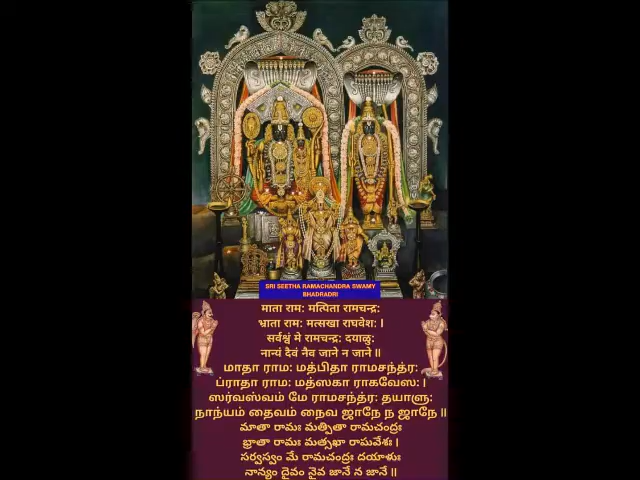 SRI SEETHA RAMACHANDRA SWAMY
BHADRADRI
माता राम: मत्पिता रामचन्द्र:
भ्राता राम: मत्सखा राघवेश: ।
सर्वश्वं मे रामचन्द्र: दयाळु:
नान्यं दैवं नैव जाने न जाने ॥
மாதா ராம: மத்பிதா ராமசந்த்ர:
ப்ராதா ராம: மத்ஸகா ராகவேஸ: |
ஸர்வஸ்வம் மே ராமசந்த்ர: தயாளு:
நாந்யம் தைவம் நைவ ஜாநே ந ஜாநே ||
మాతా రామః మత్పితా రామచంద్రః
భ్రాతా రామః మత్సఖా రాఘవేశః |
సర్వస్వం మే రామచంద్రః దయాళుః
నాన్యం దైవం నైవ జానే న జానే ||